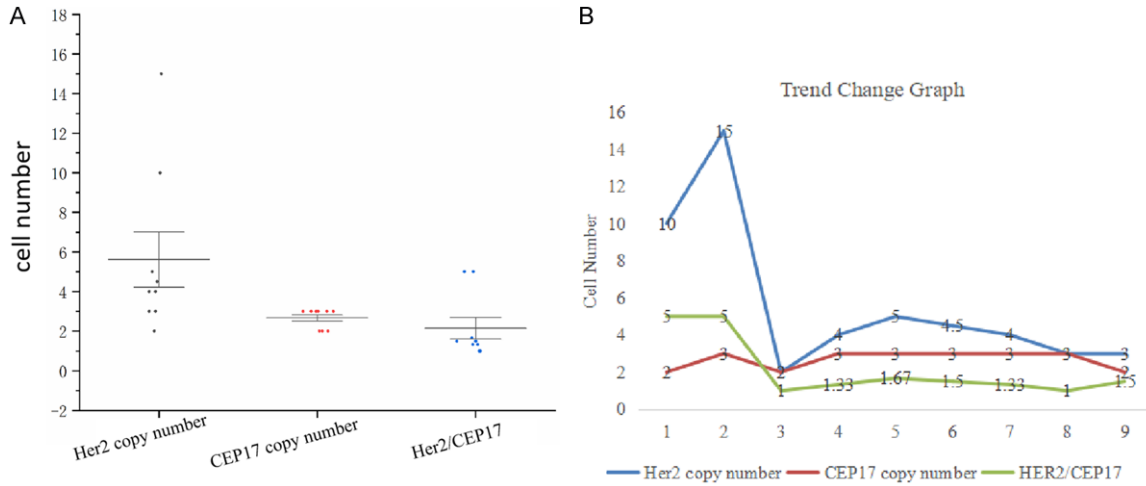 A
18
16
14
12
10
8
6
4
2
0
-2
cell number
Her2 copy number
CEP17 copy number
Her2/CEP17
B
Trend Change Graph
16
14
12
10
8
6
4
2
0
Cell Number
10 15 2 4 5 4.5 4 3 3
2 3 2 3 3 3 3 3 2
5 5 1 1.33 1.67 1.5 1.33 1 1.5
1 2 3 4 5 6 7 8 9
Her2 copy number CEP17 copy number HER2/CEP17